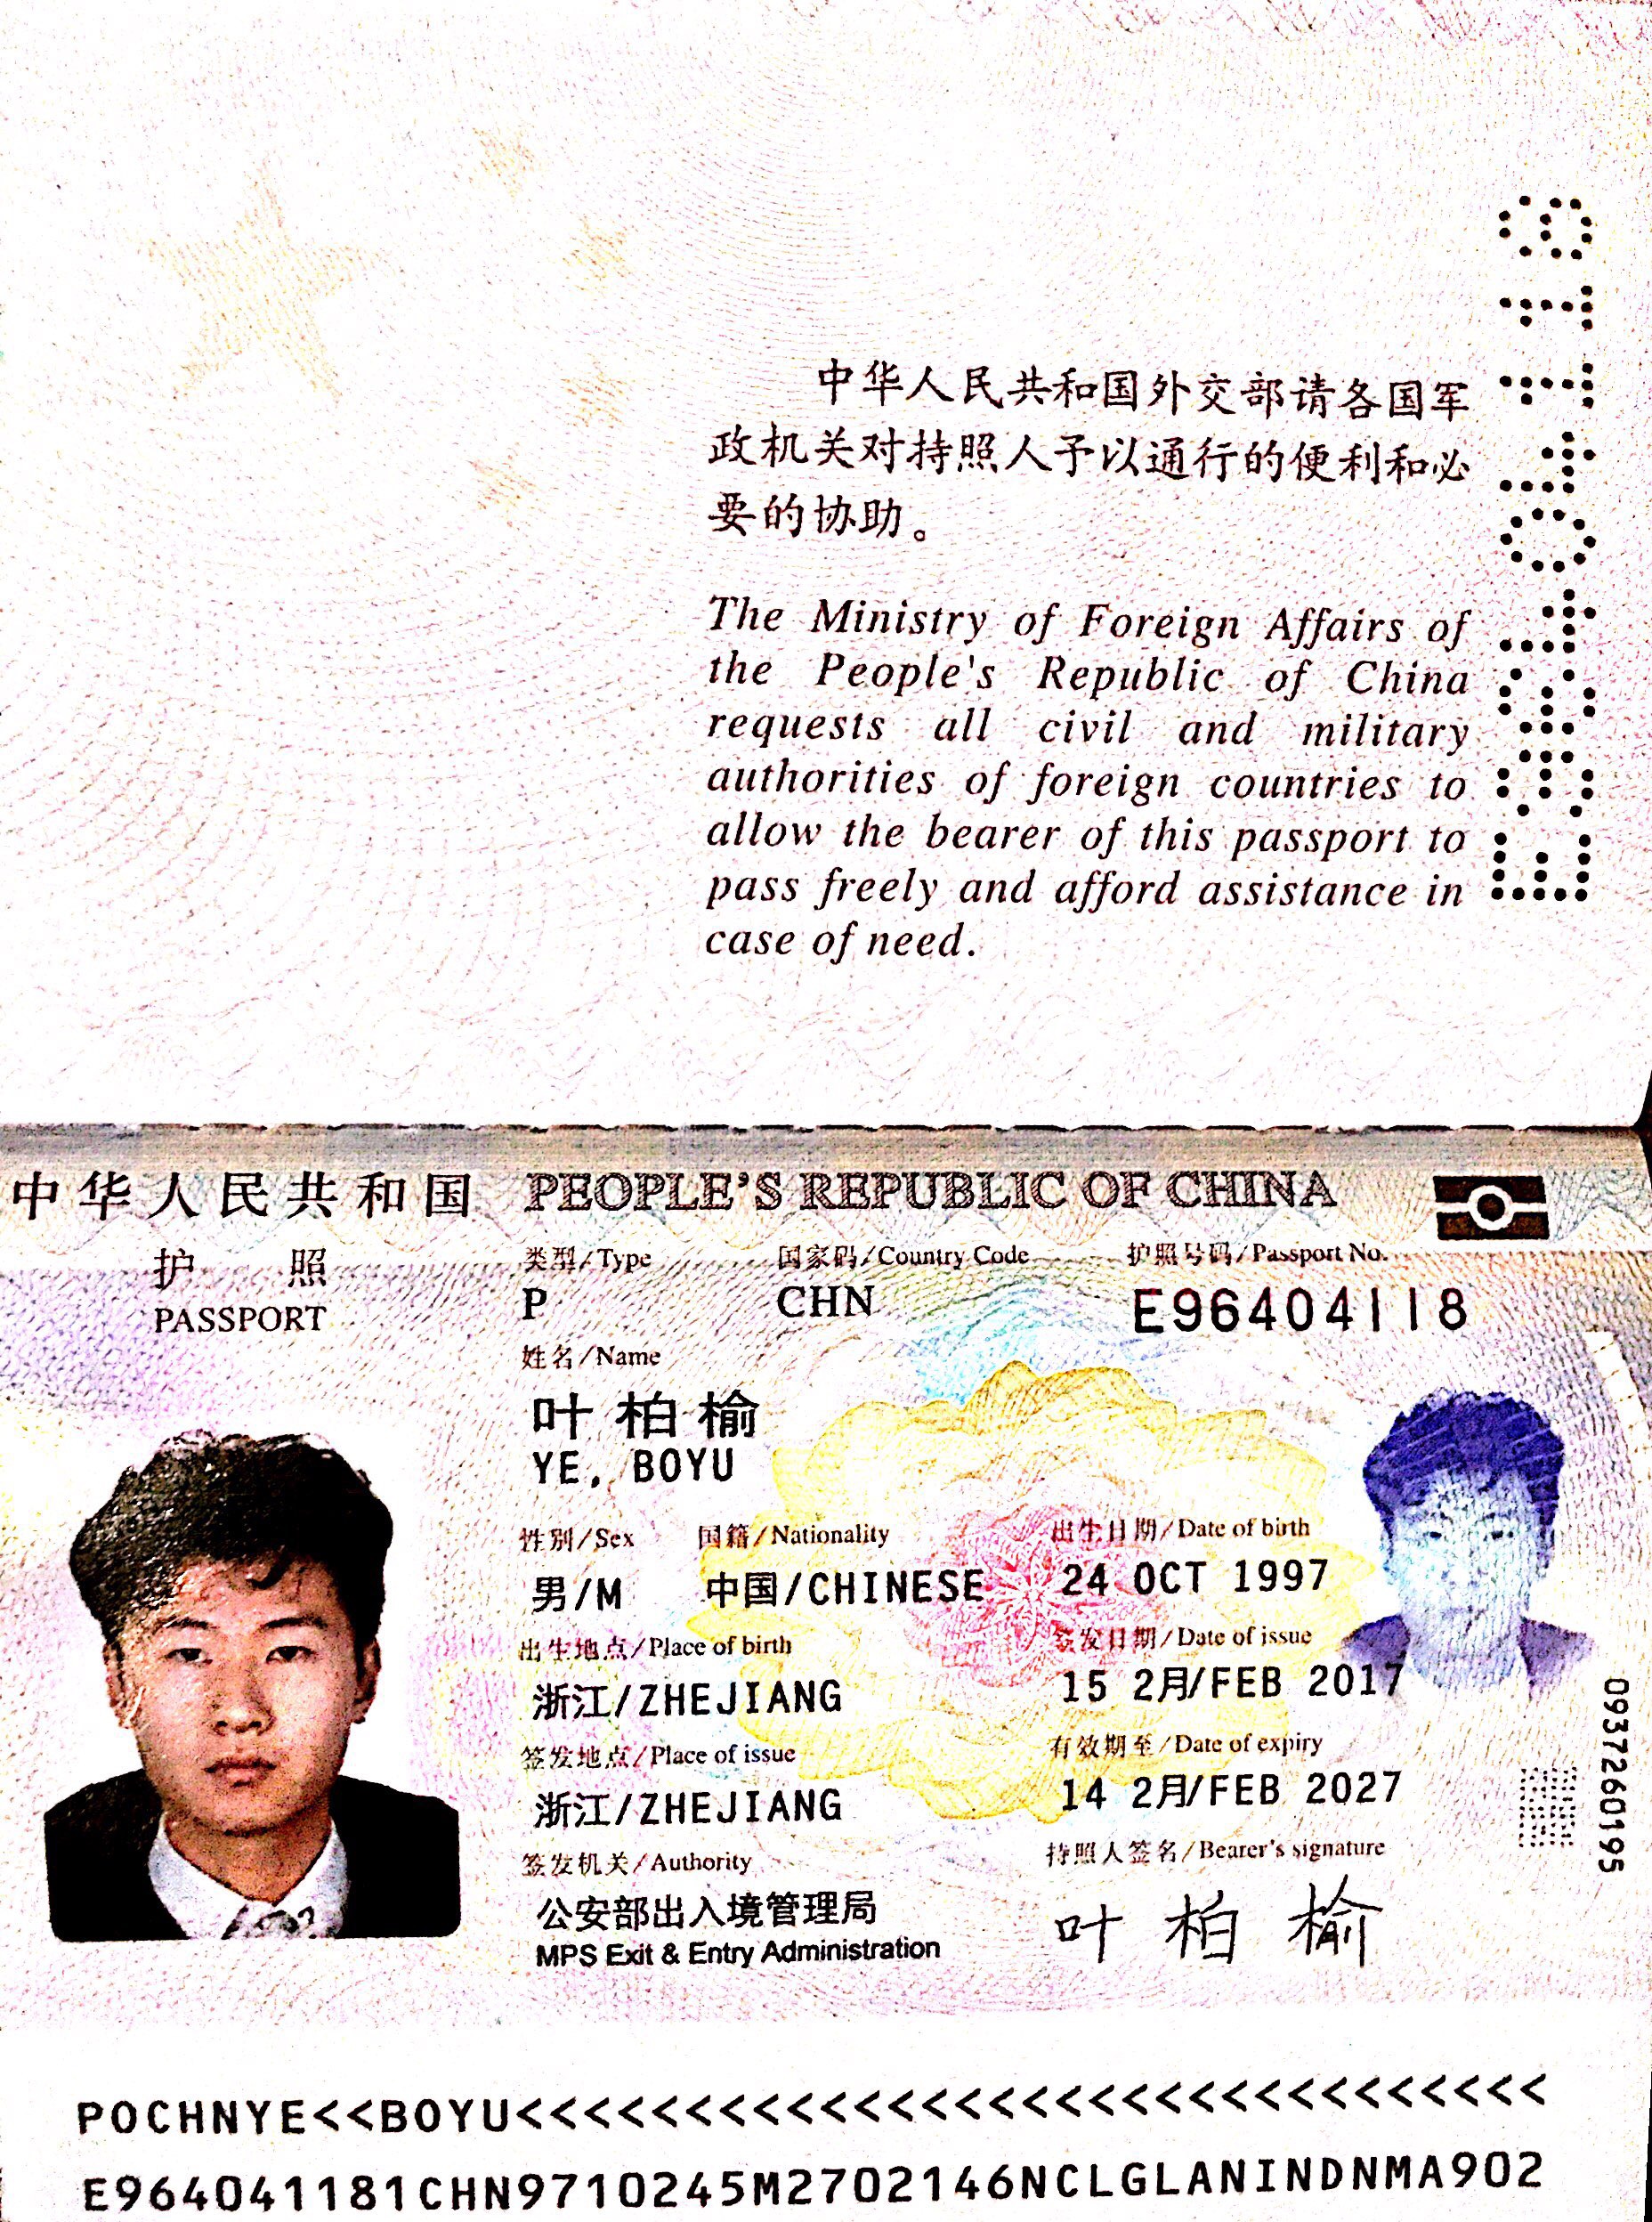 中华人民共和国外交部请各国军
政机关对持照人予以通行的便利和必
要的协助。
The Ministry of Foreign Affairs of
the People's Republic of China
requests all civil and military
authorities of foreign countries to
allow the bearer of this passport to
pass freely and afford assistance in
case of need.
E96404118
中华人民共和国 PEOPLE'S REPUBLIC OF CHINA
护照 类型/Type 国家码/Country Code 护照号码/Passport No.
PASSPORT P CHN E96404118
姓名/Name
叶柏榆
YE, BOYU
性别/Sex 国籍/Nationality 出生日期/Date of birth
男/M 中国/CHINESE 24 OCT 1997
出生地点/Place of birth 签发日期/Date of issue
浙江/ZHEJIANG 15 2月/FEB 2017
签发地点/Place of issue 有效期至/Date of expiry
浙江/ZHEJIANG 14 2月/FEB 2027
签发机关/Authority 持照人签名/Bearer's signature
公安部出入境管理局 叶柏榆
MPS Exit & Entry Administration
0937260195
POCHNYE<<BOYU<<<<<<<<<<<<<<<<<<<<<<<<<<<<<<<
E964041181CHN9710245M2702146NCLGLANINDNMA902